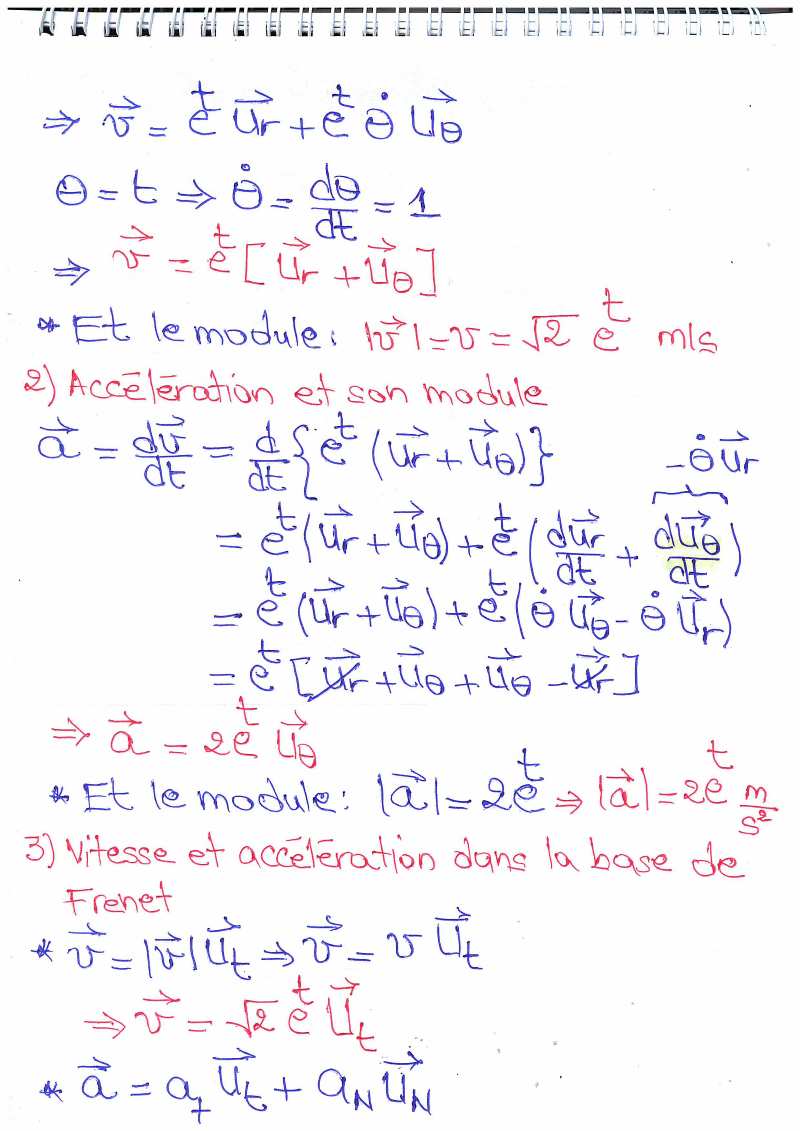 ⇒ v⃗ = e^t u⃗r + e^t θ̇ u⃗θ
θ = t ⇒ θ̇ = dθ/dt = 1
⇒ v⃗ = e^t [u⃗r + u⃗θ]
* Et le module: |v⃗| = v = √2 e^t m/s
2) Accélération et son module
a⃗ = dv⃗/dt = d/dt {e^t (u⃗r + u⃗θ)}
-θ̇ u⃗r
= e^t (u⃗r + u⃗θ) + e^t (du⃗r/dt + du⃗θ/dt)
= e^t (u⃗r + u⃗θ) + e^t (θ̇ u⃗θ - θ̇ u⃗r)
= e^t [u⃗r + u⃗θ + u⃗θ - u⃗r]
⇒ a⃗ = 2e^t u⃗θ
* Et le module: |a⃗| = 2e^t ⇒ |a⃗| = 2e^t m/s²
3) Vitesse et accélération dans la base de
Frenet
* v⃗ = |v⃗| u⃗t ⇒ v⃗ = v u⃗t
⇒ v⃗ = √2 e^t u⃗t
* a⃗ = at u⃗t + aN u⃗N